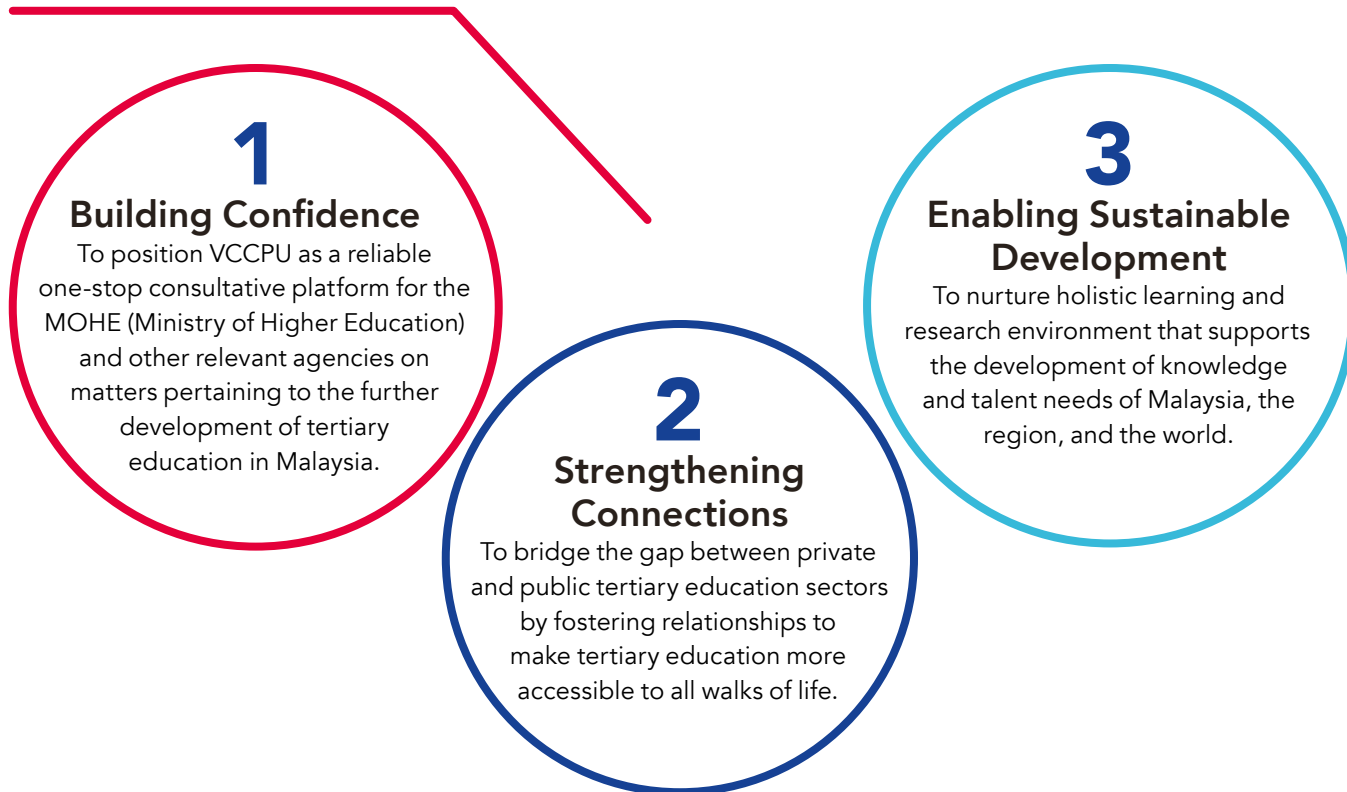 1
Building Confidence
To position VCCPU as a reliable
one-stop consultative platform for the
MOHE (Ministry of Higher Education)
and other relevant agencies on
matters pertaining to the further
development of tertiary
education in Malaysia.
2
Strengthening
Connections
To bridge the gap between private
and public tertiary education sectors
by fostering relationships to
make tertiary education more
accessible to all walks of life.
3
Enabling Sustainable
Development
To nurture holistic learning and
research environment that supports
the development of knowledge
and talent needs of Malaysia, the
region, and the world.